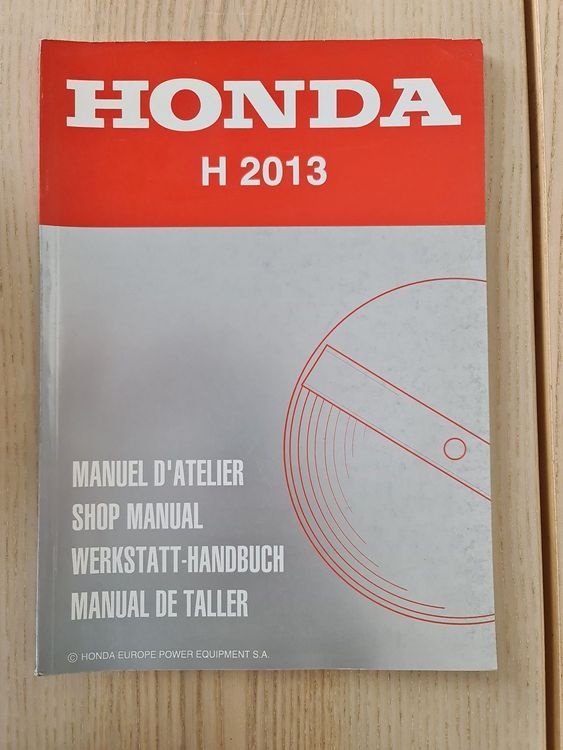 HONDA
H 2013
MANUEL D'ATELIER
SHOP MANUAL
WERKSTATT-HANDBUCH
MANUAL DE TALLER
© HONDA EUROPE POWER EQUIPMENT S.A.